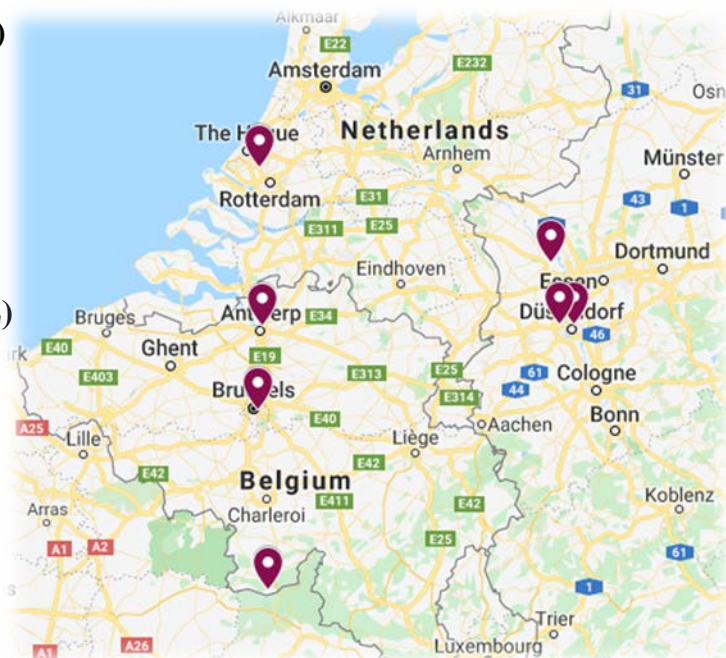 Alkmaar
)
E22
Amsterdam
E232
31
Osn
The Hague
Netherlands
Arnhem
Münster
Rotterdam
E31
43
1
E311
E25
Dortmund
Eindhoven
Essen
Antwerp
E34
Düsseldorf
)
Bruges
46
E40
Ghent
E19
rk
E403
E313
E25
61
Cologne
Brussels
44
E314
E40
Bonn
A25
Lille
Aachen
Liège
E42
E42
Belgium
E411
E42
Koblenz
Arras
Charleroi
E25
A1
A2
61
s
1
Trier
A1
A26
Luxembourg